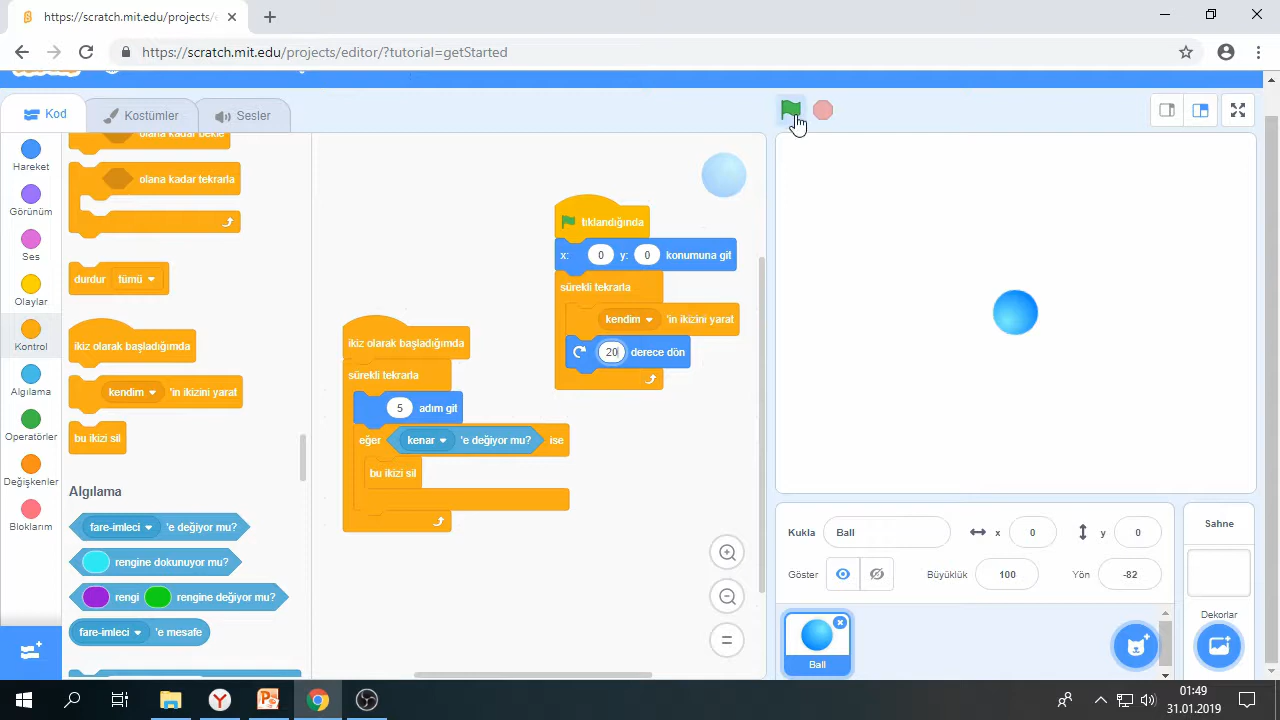 https://scratch.mit.edu/projects/e
https://scratch.mit.edu/projects/editor/?tutorial=getStarted
Kod
Kostümler
Sesler
Hareket
Görünüm
Ses
Olaylar
Kontrol
Algılama
Operatörler
Değişkenler
Bloklarım
olana kadar bekle
olana kadar tekrarla
durdur tümü
ikiz olarak başladığımda
kendim 'in ikizini yarat
bu ikizi sil
Algılama
fare-imleci 'e değiyor mu?
rengine dokunuyor mu?
rengi rengine değiyor mu?
fare-imleci 'e mesafe
ikiz olarak başladığımda
sürekli tekrarla
5 adım git
eğer kenar 'e değiyor mu? ise
bu ikizi sil
tıklandığında
x: 0 y: 0 konumuna git
sürekli tekrarla
kendim 'in ikizini yarat
20 derece dön
Kukla Ball x 0 y 0
Göster Büyüklük 100 Yön -82
Ball
Sahne
Dekorlar
01:49
31.01.2019